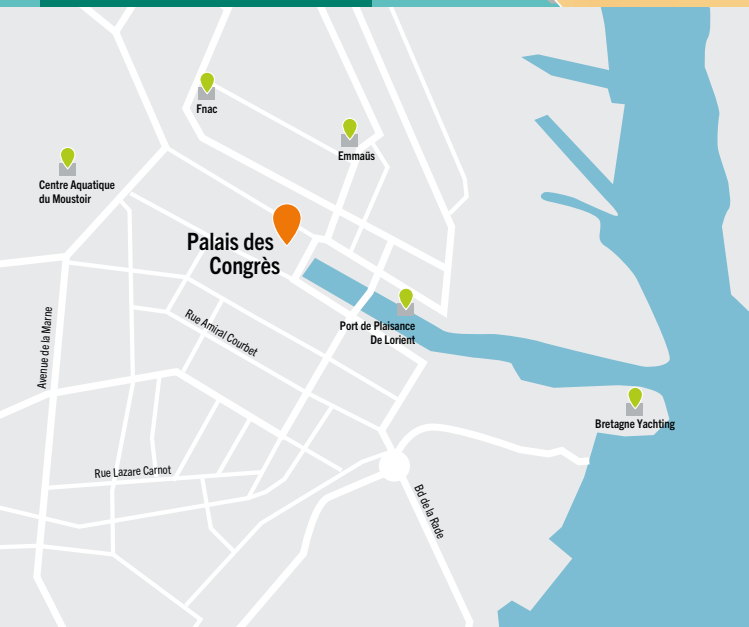 Fnac
Emmaüs
Centre Aquatique
du Moustoir
Palais des
Congrès
Port de Plaisance
De Lorient
Rue Amiral Courbet
Avenue de la Marne
Bretagne Yachting
Rue Lazare Carnot
Bd de la Rade